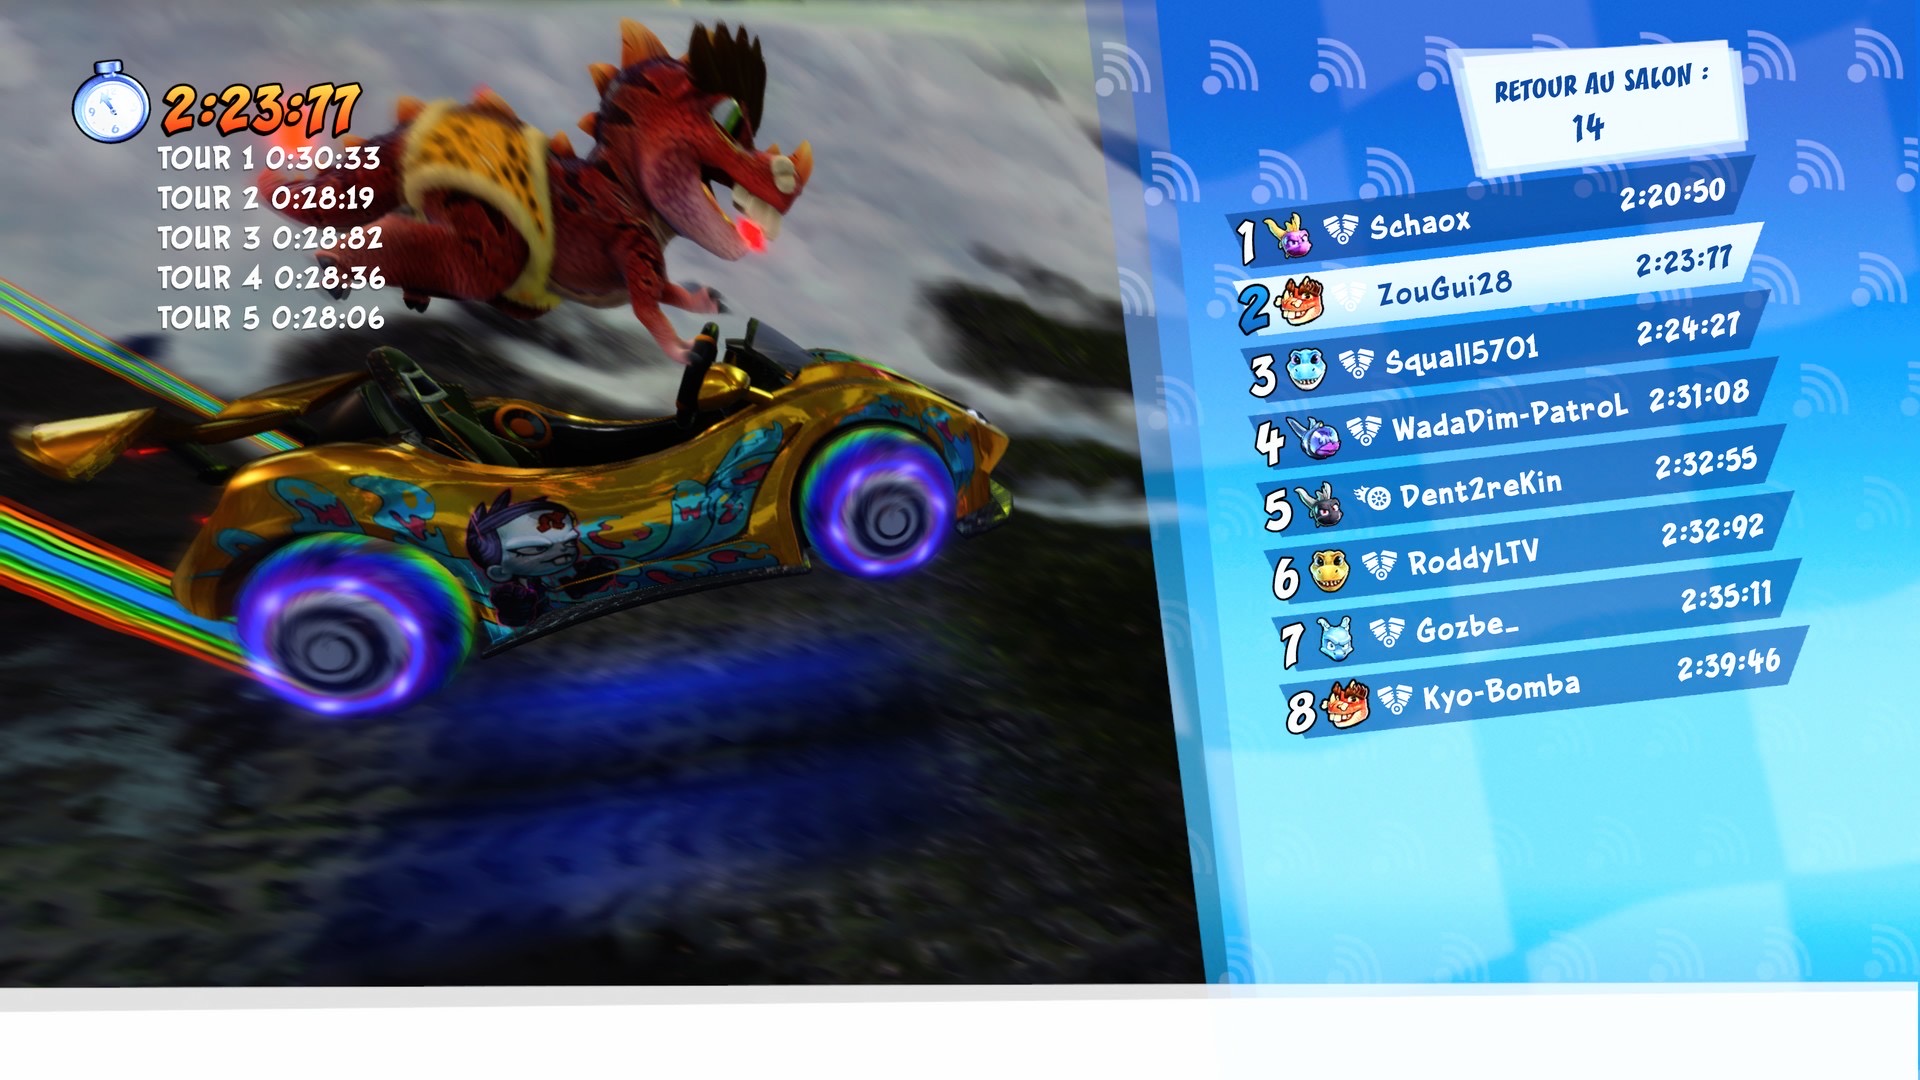 2:23:77
TOUR 1 0:30:33
TOUR 2 0:28:19
TOUR 3 0:28:82
TOUR 4 0:28:36
TOUR 5 0:28:06
RETOUR AU SALON :
14
1 Schaox 2:20:50
2 ZouGui28 2:23:77
3 Squall5701 2:24:27
4 WadaDim-PatroL 2:31:08
5 Dent2reKin 2:32:55
6 RoddyLTV 2:32:92
7 Gozbe_ 2:35:11
8 Kyo-Bomba 2:39:46